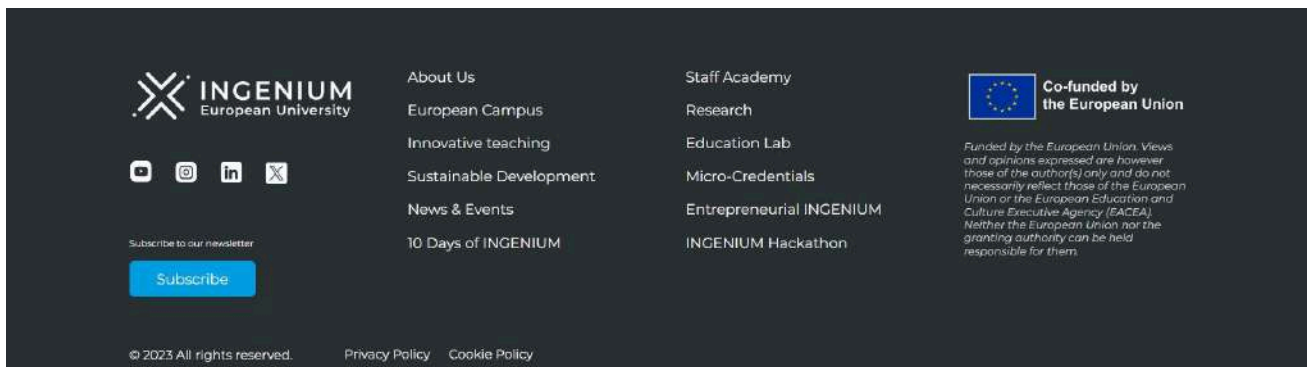 INGENIUM
European University
Subscribe to our newsletter
Subscribe
About Us
European Campus
Innovative teaching
Sustainable Development
News & Events
10 Days of INGENIUM
Staff Academy
Research
Education Lab
Micro-Credentials
Entrepreneurial INGENIUM
INGENIUM Hackathon
Co-funded by
the European Union
Funded by the European Union. Views
and opinions expressed are however
those of the author(s) only and do not
necessarily reflect those of the European
Union or the European Education and
Culture Executive Agency (EACEA).
Neither the European Union nor the
granting authority can be held
responsible for them.
© 2023 All rights reserved. Privacy Policy Cookie Policy